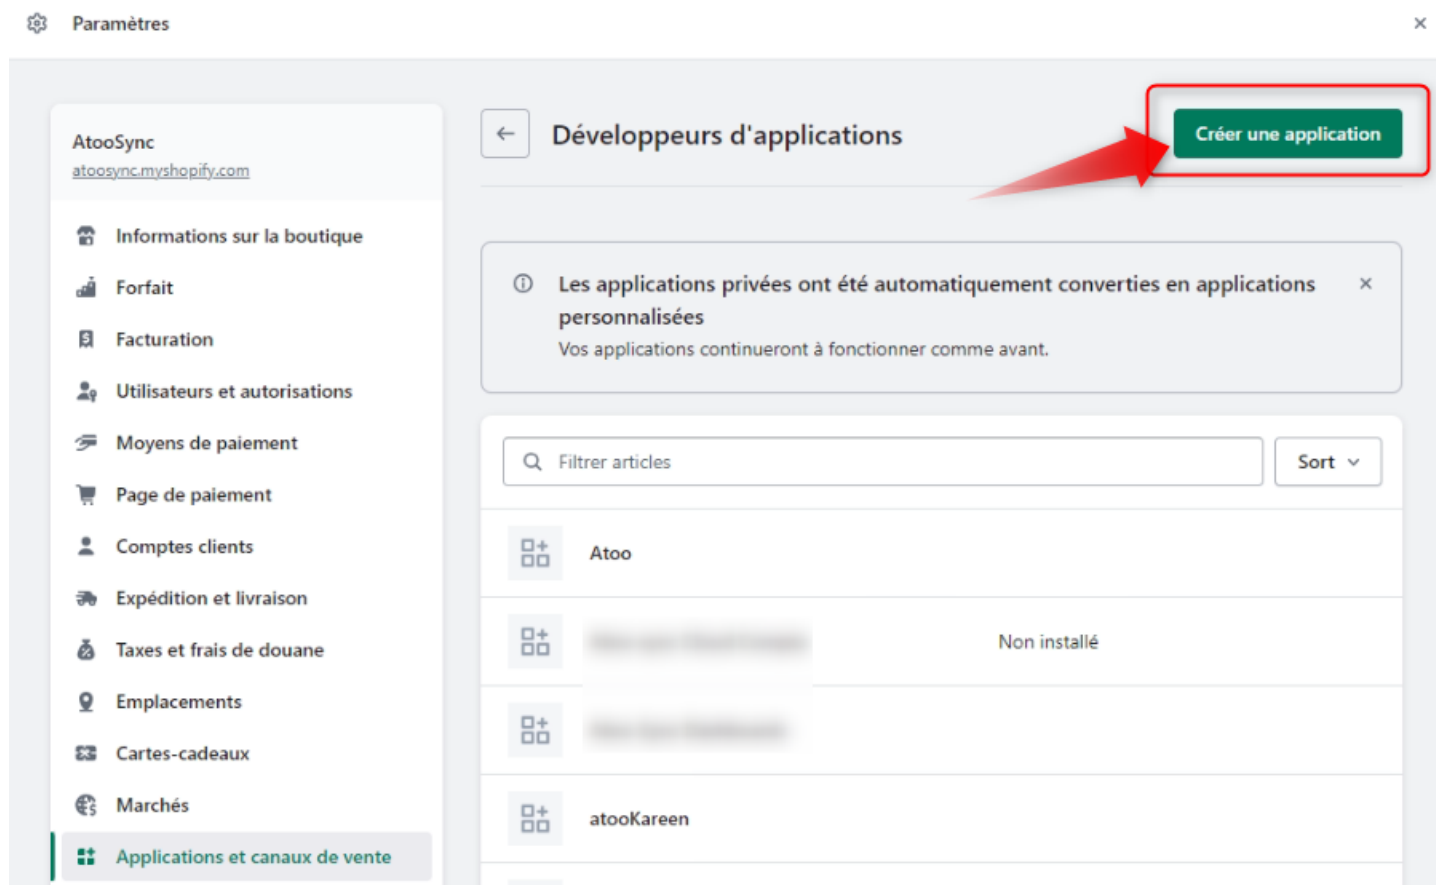 Paramètres
AtooSync
atoosync.myshopify.com
Informations sur la boutique
Forfait
Facturation
Utilisateurs et autorisations
Moyens de paiement
Page de paiement
Comptes clients
Expédition et livraison
Taxes et frais de douane
Emplacements
Cartes-cadeaux
Marchés
Applications et canaux de vente
Développeurs d'applications
Créer une application
Les applications privées ont été automatiquement converties en applications
personnalisées
Vos applications continueront à fonctionner comme avant.
Filtrer articles
Sort
Atoo
Non installé
atooKareen